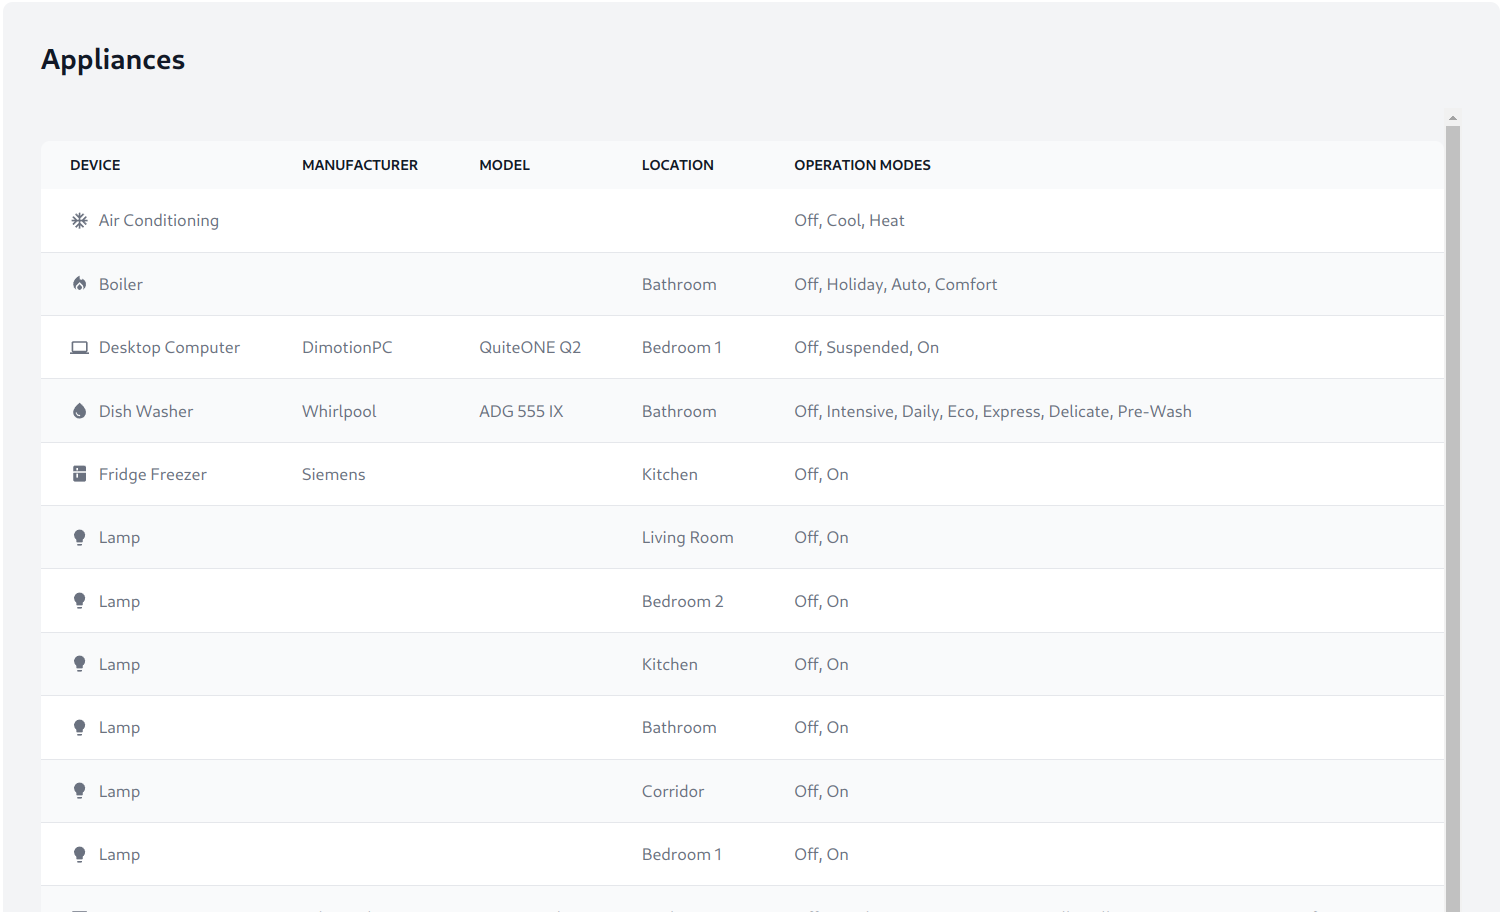 Appliances
DEVICE MANUFACTURER MODEL LOCATION OPERATION MODES
Air Conditioning Off, Cool, Heat
Boiler Bathroom Off, Holiday, Auto, Comfort
Desktop Computer DimotionPC QuiteONE Q2 Bedroom 1 Off, Suspended, On
Dish Washer Whirlpool ADG 555 IX Bathroom Off, Intensive, Daily, Eco, Express, Delicate, Pre-Wash
Fridge Freezer Siemens Kitchen Off, On
Lamp Living Room Off, On
Lamp Bedroom 2 Off, On
Lamp Kitchen Off, On
Lamp Bathroom Off, On
Lamp Corridor Off, On
Lamp Bedroom 1 Off, On